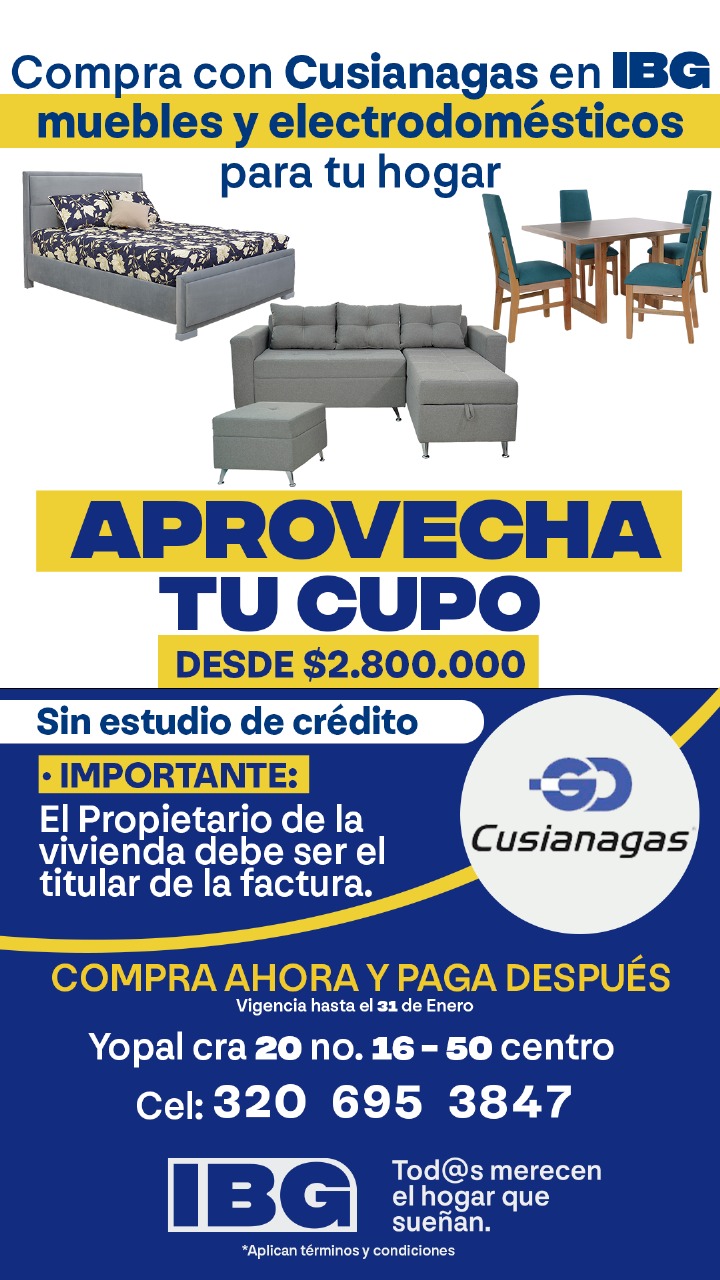 Compra con Cusianagas en IBG
muebles y electrodomésticos
para tu hogar
APROVECHA
TU CUPO
DESDE $2.800.000
Sin estudio de crédito
• IMPORTANTE:
El Propietario de la
vivienda debe ser el
titular de la factura.
Cusianagas
COMPRA AHORA Y PAGA DESPUÉS
Vigencia hasta el 31 de Enero
Yopal cra 20 no. 16 - 50 centro
Cel: 320 695 3847
IBG
Tod@s merecen
el hogar que
sueñan.
*Aplican términos y condiciones